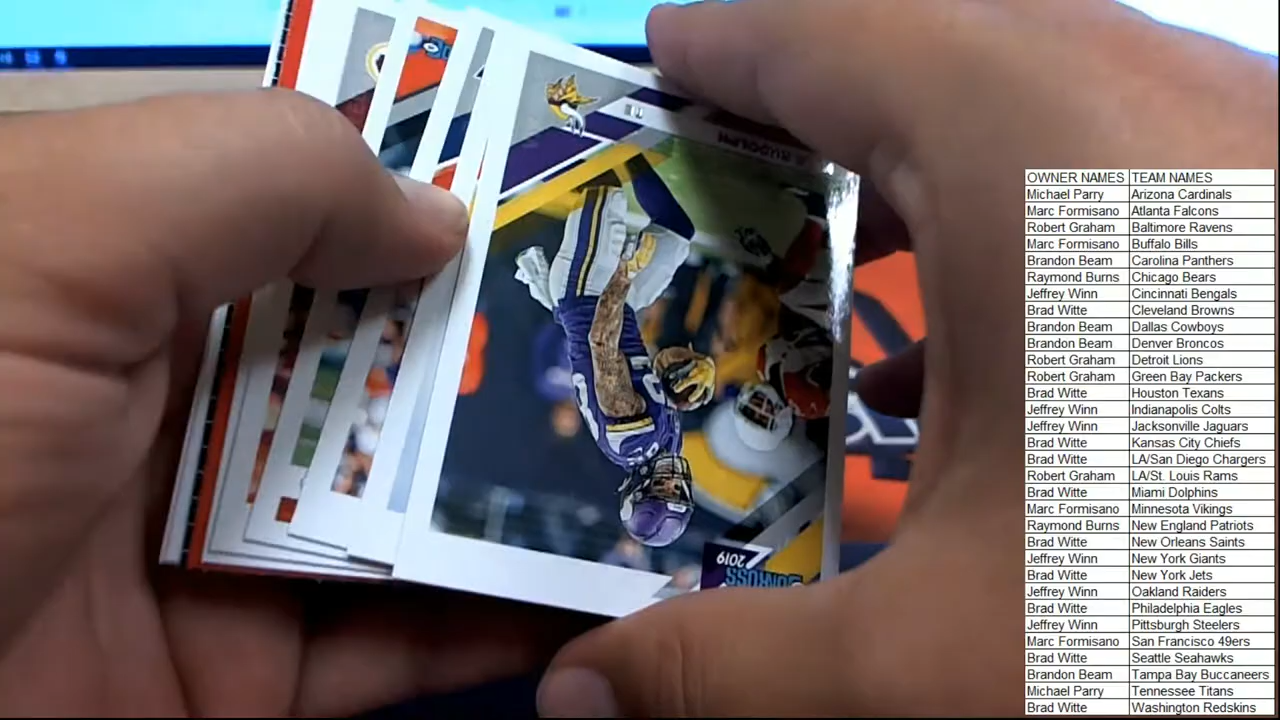 RUDOLPH
2019
DONRUSS
OWNER NAMES TEAM NAMES
Michael Parry Arizona Cardinals
Marc Formisano Atlanta Falcons
Robert Graham Baltimore Ravens
Marc Formisano Buffalo Bills
Brandon Beam Carolina Panthers
Raymond Burns Chicago Bears
Jeffrey Winn Cincinnati Bengals
Brad Witte Cleveland Browns
Brandon Beam Dallas Cowboys
Brandon Beam Denver Broncos
Robert Graham Detroit Lions
Robert Graham Green Bay Packers
Brad Witte Houston Texans
Jeffrey Winn Indianapolis Colts
Jeffrey Winn Jacksonville Jaguars
Brad Witte Kansas City Chiefs
Brad Witte LA/San Diego Chargers
Robert Graham LA/St. Louis Rams
Brad Witte Miami Dolphins
Marc Formisano Minnesota Vikings
Raymond Burns New England Patriots
Brad Witte New Orleans Saints
Jeffrey Winn New York Giants
Brad Witte New York Jets
Jeffrey Winn Oakland Raiders
Brad Witte Philadelphia Eagles
Jeffrey Winn Pittsburgh Steelers
Marc Formisano San Francisco 49ers
Brad Witte Seattle Seahawks
Brandon Beam Tampa Bay Buccaneers
Michael Parry Tennessee Titans
Brad Witte Washington Redskins